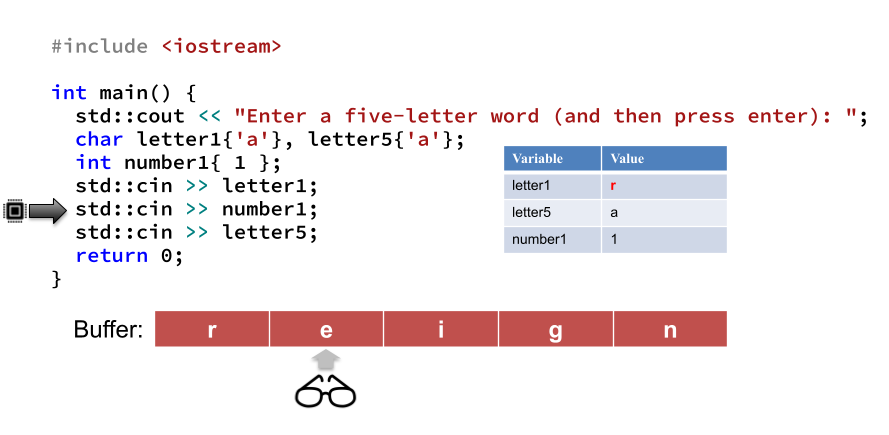 #include <iostream>
int main() {
std::cout << "Enter a five-letter word (and then press enter): ";
char letter1{'a'}, letter5{'a'};
int number1{ 1 };
std::cin >> letter1;
std::cin >> number1;
std::cin >> letter5;
return 0;
}
Variable Value
letter1 r
letter5 a
number1 1
Buffer: r e i g n